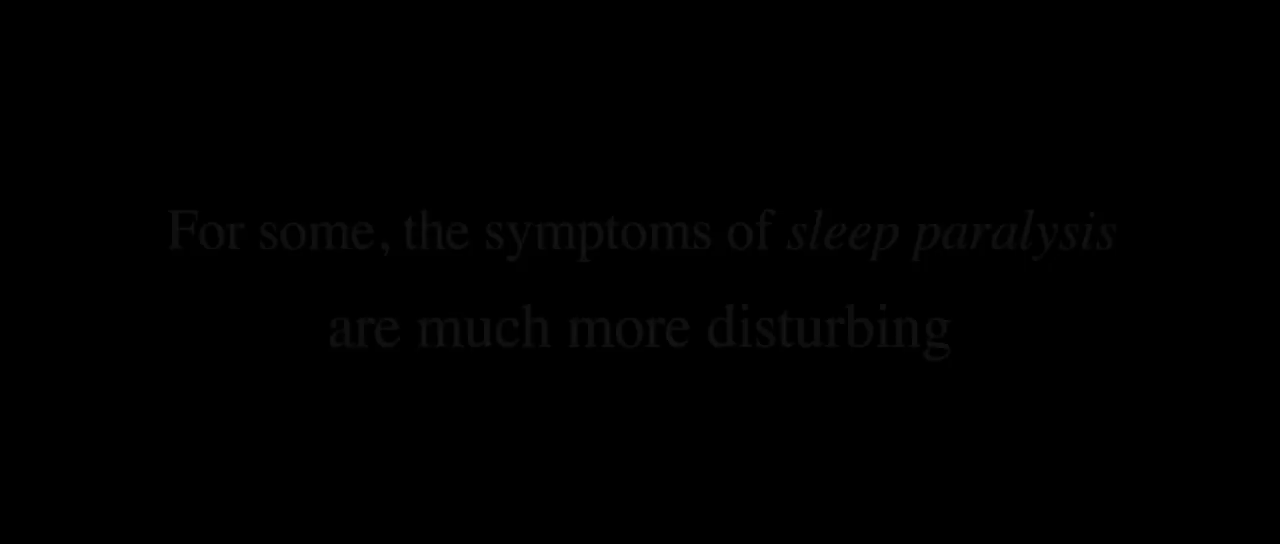 For some, the symptoms of sleep paralysis
are much more disturbing